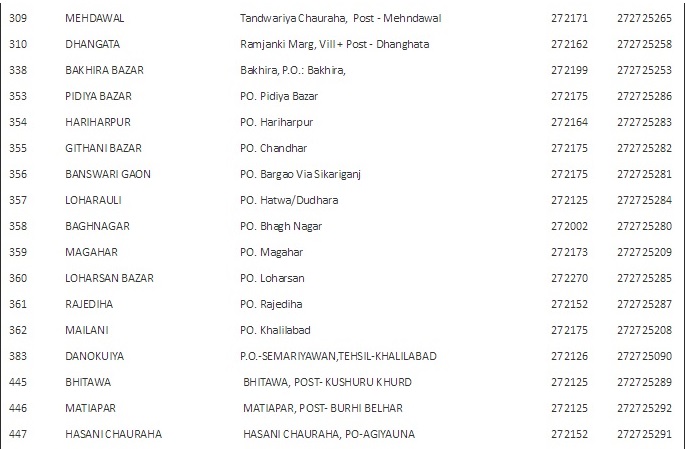 309 MEHDAWAL Tandwariya Chauraha, Post - Mehndawal 272171 272725265
310 DHANGATA Ramjanki Marg, Vill + Post - Dhanghata 272162 272725258
338 BAKHIRA BAZAR Bakhira, P.O.: Bakhira, 272199 272725253
353 PIDIYA BAZAR PO. Pidiya Bazar 272175 272725286
354 HARIHARPUR PO. Hariharpur 272164 272725283
355 GITHANI BAZAR PO. Chandhar 272175 272725282
356 BANSWARI GAON PO. Bargao Via Sikariganj 272175 272725281
357 LOHARAULI PO. Hatwa/Dudhara 272125 272725284
358 BAGHNAGAR PO. Bhagh Nagar 272002 272725280
359 MAGAHAR PO. Magahar 272173 272725209
360 LOHARSAN BAZAR PO. Loharsan 272270 272725285
361 RAJEDIHA PO. Rajediha 272152 272725287
362 MAILANI PO. Khalilabad 272175 272725208
383 DANOKUIYA P.O.-SEMARIYAWAN,TEHSIL-KHALILABAD 272126 272725090
445 BHITAWA BHITAWA, POST- KUSHURU KHURD 272125 272725289
446 MATIAPAR MATIAPAR, POST- BURHI BELHAR 272125 272725292
447 HASANI CHAURAHA HASANI CHAURAHA, PO-AGIYAUNA 272152 272725291